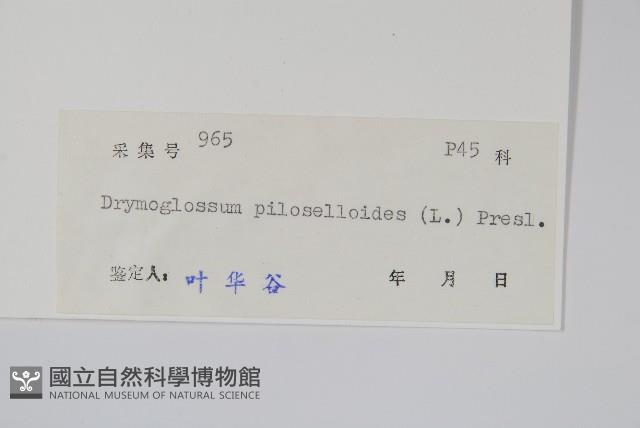 采集号 965 P45 科
Drymoglossum piloselloides (L.) Presl.
鉴定人: 叶华谷 年 月 日
國立自然科學博物館
NATIONAL MUSEUM OF NATURAL SCIENCE